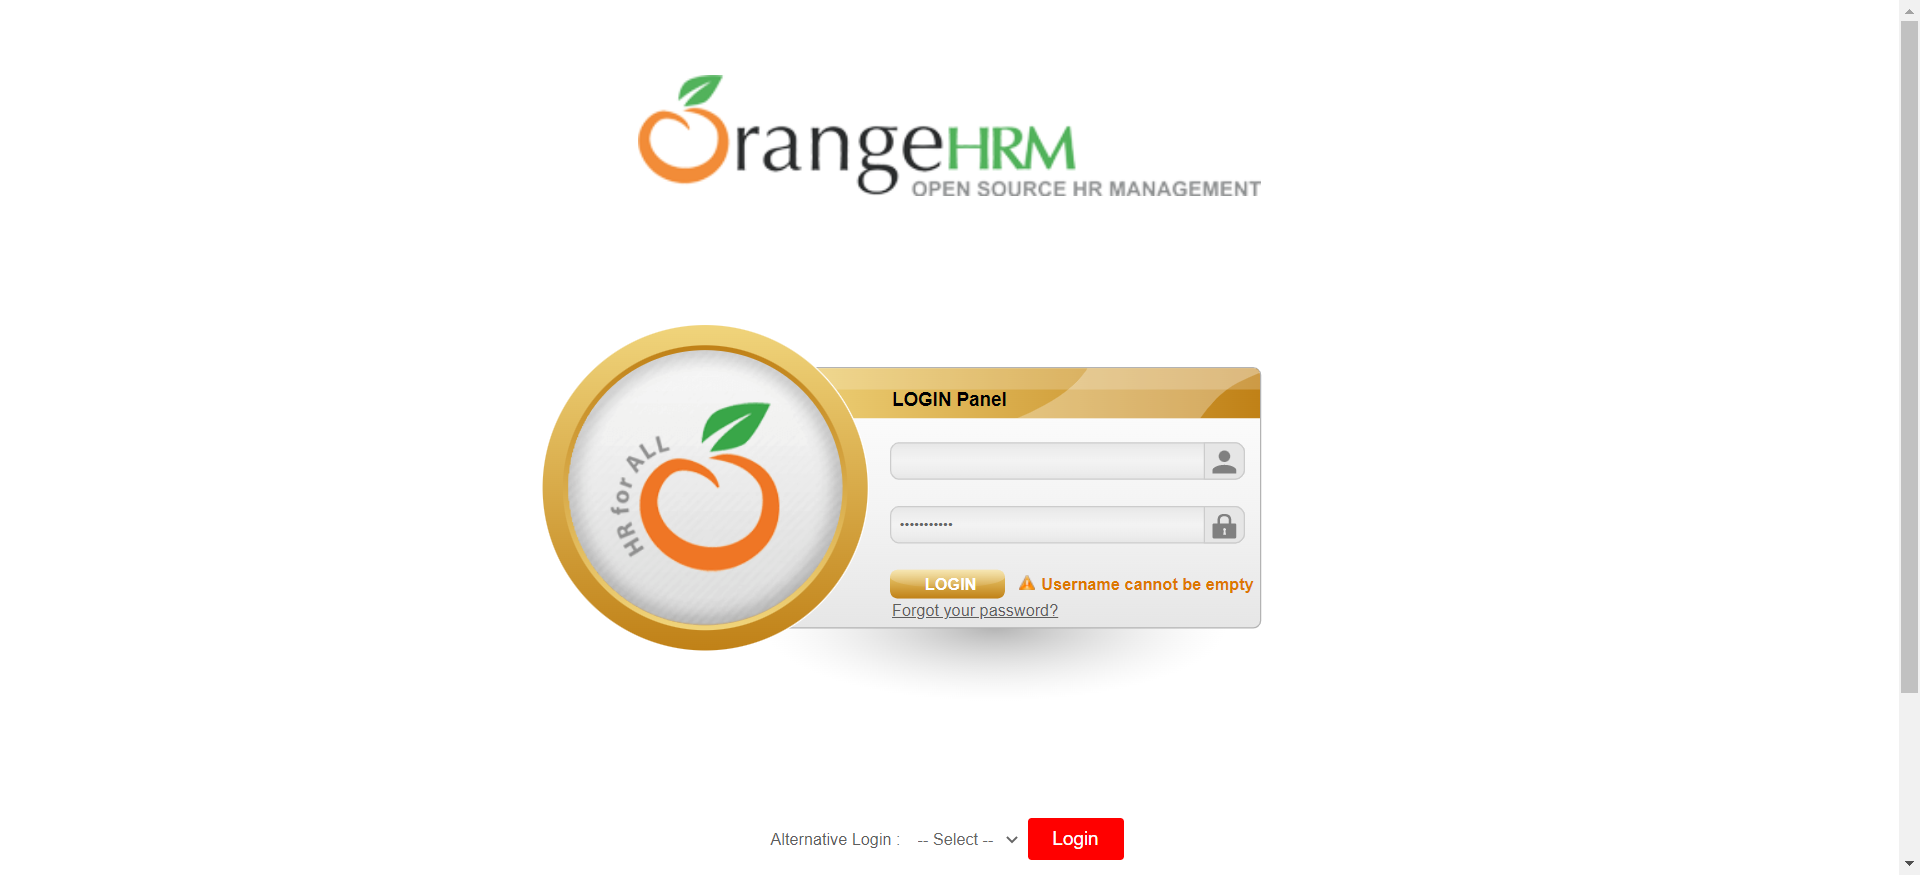 OrangeHRM
OPEN SOURCE HR MANAGEMENT
HR for ALL
LOGIN Panel
•••••••••••
LOGIN
Username cannot be empty
Forgot your password?
Alternative Login :
-- Select --
Login